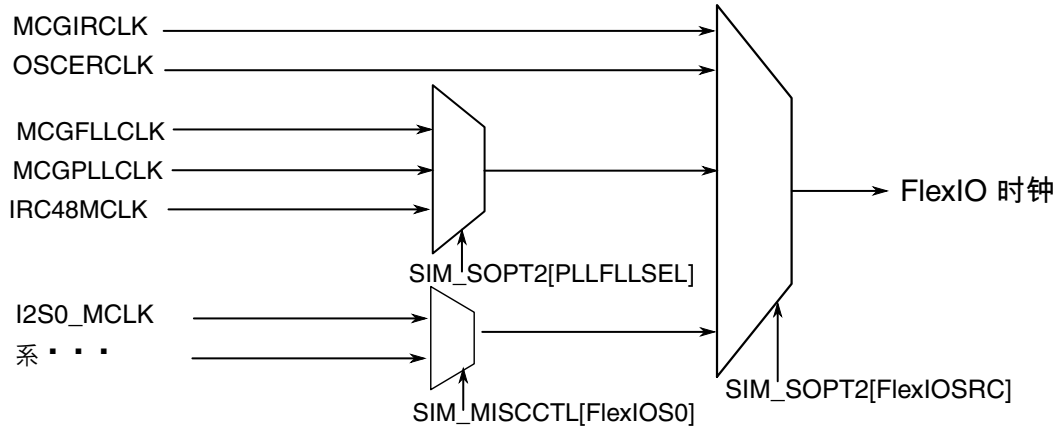 MCGIRCLK
OSCERCLK
MCGFLLCLK
MCGPLLCLK
IRC48MCLK
FlexIO 时钟
SIM_SOPT2[PLLFLLSEL]
I2S0_MCLK
系···
SIM_SOPT2[FlexIOSRC]
SIM_MISCCTL[FlexIOS0]